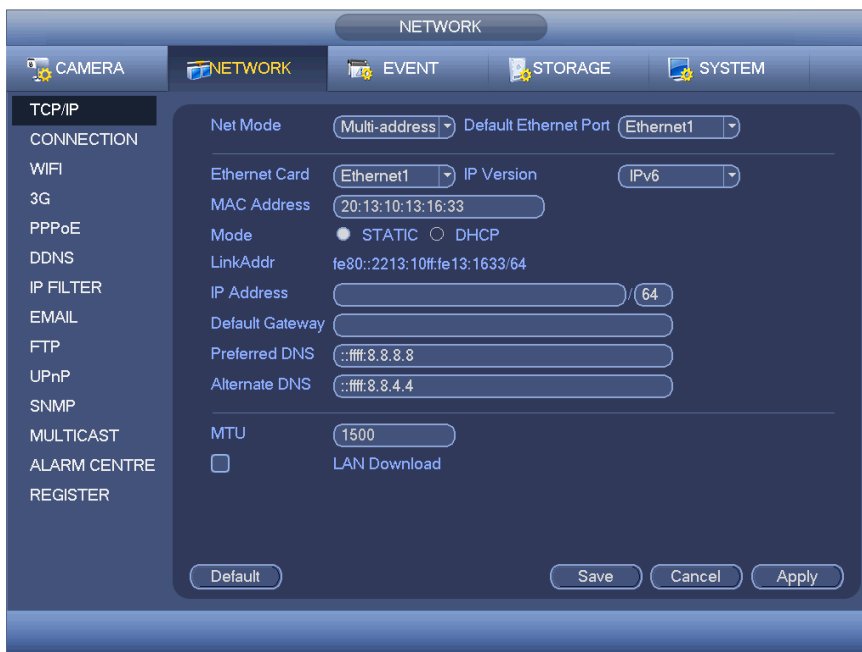 NETWORK
CAMERA NETWORK EVENT STORAGE SYSTEM
TCP/IP
CONNECTION
WIFI
3G
PPPoE
DDNS
IP FILTER
EMAIL
FTP
UPnP
SNMP
MULTICAST
ALARM CENTRE
REGISTER
Net Mode Multi-address Default Ethernet Port Ethernet1
Ethernet Card Ethernet1 IP Version IPv6
MAC Address 20:13:10:13:16:33
Mode STATIC DHCP
LinkAddr fe80::2213:10ff:fe13:1633/64
IP Address / 64
Default Gateway
Preferred DNS ::ffff:8.8.8.8
Alternate DNS ::ffff:8.8.4.4
MTU 1500
LAN Download
Default Save Cancel Apply